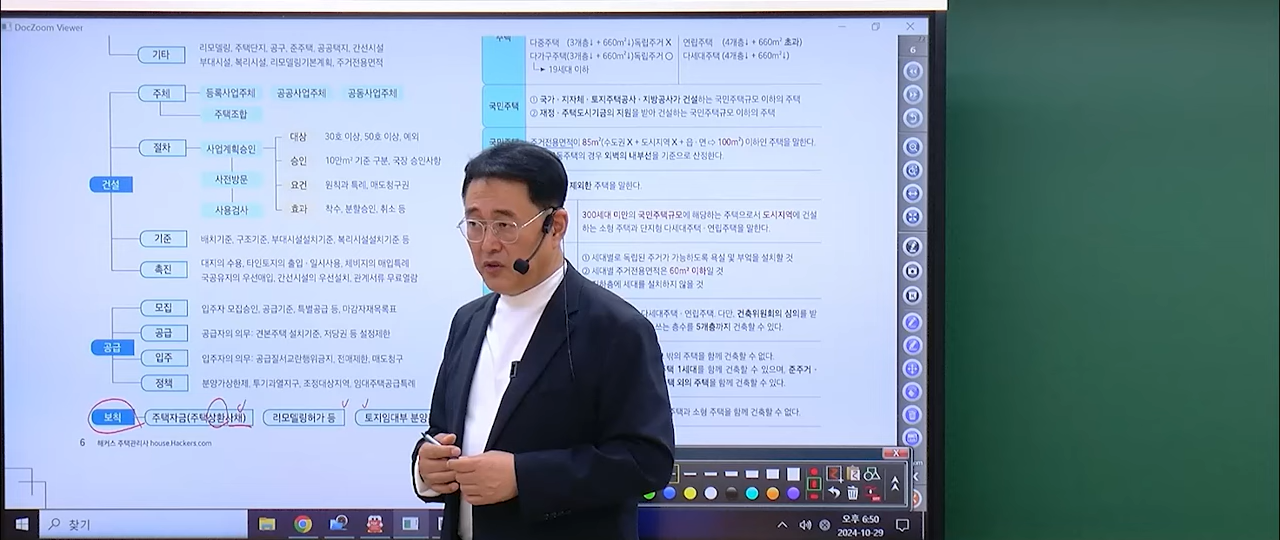 DocZoom Viewer
기타
리모델링, 주택단지, 공구, 준주택, 공공택지, 간선시설
부대시설, 복리시설, 리모델링기본계획, 주거전용면적
주체
등록사업주체 공공사업주체 공동사업주체
주택조합
절차
사업계획승인
대상 30호 이상, 50호 이상, 예외
승인 10만m² 기준 구분, 국장 승인사항
사전방문
요건 원칙과 특례, 매도청구권
사용검사
효과 착수, 분할승인, 취소 등
건설
기준
배치기준, 구조기준, 부대시설설치기준, 복리시설설치기준 등
촉진
대지의 수용, 타인토지의 출입·일시사용, 체비지의 매입특례
국공유지의 우선매입, 간선시설의 우선설치, 관계서류 무료열람
모집
입주자 모집승인, 공급기준, 특별공급 등, 마감자재목록표
공급
공급
공급자의 의무: 견본주택 설치기준, 저당권 등 설정제한
입주
입주자의 의무: 공급질서교란행위금지, 전매제한, 매도청구
정책
분양가상한제, 투기과열지구, 조정대상지역, 임대주택공급특례
보칙
주택자금(주택상환사채)
리모델링허가 등
토지임대부 분양
6 해커스 주택관리사 house.Hackers.com
주택
다중주택 (3개층↓ + 660m²↓)독립주거 X
연립주택 (4개층↓ + 660m² 초과)
다가구주택(3개층↓ + 660m²↓)독립주거 ○
다세대주택 (4개층↓ + 660m²↓)
19세대 이하
국민주택
① 국가·지자체·토지주택공사·지방공사가 건설하는 국민주택규모 이하의 주택
② 재정·주택도시기금의 지원을 받아 건설하는 국민주택규모 이하의 주택
국민주택
주거전용면적이 85m²(수도권 X + 도시지역 X + 읍·면 ⇨ 100m²) 이하인 주택을 말한다.
주택의 경우 외벽의 내부선을 기준으로 산정한다.
제외한 주택을 말한다.
300세대 미만의 국민주택규모에 해당하는 주택으로서 도시지역에 건설
하는 소형 주택과 단지형 다세대주택·연립주택을 말한다.
① 세대별로 독립된 주거가 가능하도록 욕실 및 부엌을 설치할 것
② 세대별 주거전용면적은 60m² 이하일 것
세대를 설치하지 않을 것
다세대주택·연립주택. 다만, 건축위원회의 심의를 받
쓰는 층수를 5개층까지 건축할 수 있다.
밖의 주택을 함께 건축할 수 없다.
1세대를 함께 건축할 수 있으며, 준주거·
외의 주택을 함께 건축할 수 있다.
주택과 소형 주택을 함께 건축할 수 없다.
6
찾기
오후 6:50
2024-10-29